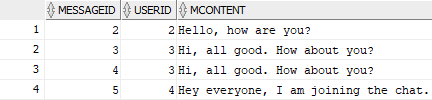 MESSAGEID USERID MCONTENT
1 2 2 Hello, how are you?
2 3 3 Hi, all good. How about you?
3 4 3 Hi, all good. How about you?
4 5 4 Hey everyone, I am joining the chat.